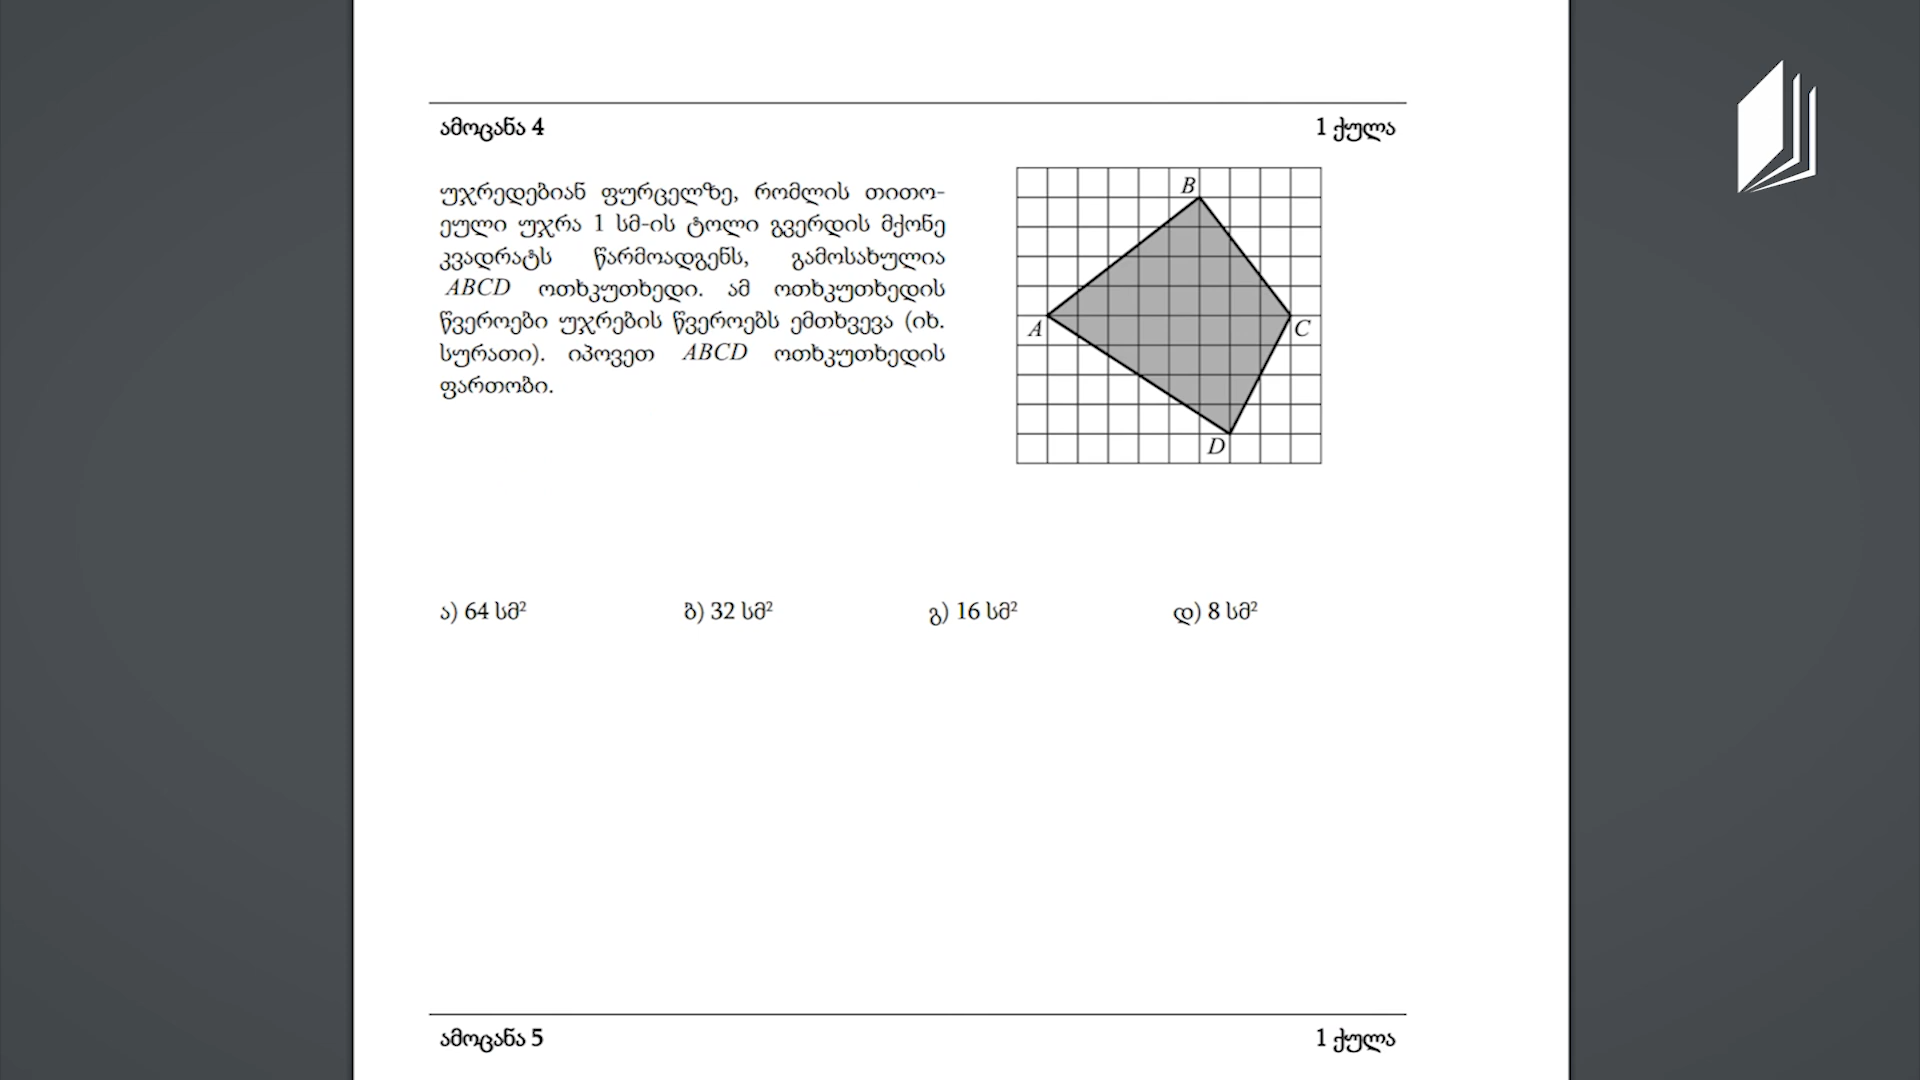 ამოცანა 4
1 ქულა
უჯრედებიან ფურცელზე, რომლის თითო-
ეული უჯრა 1 სმ-ის ტოლი გვერდის მქონე
კვადრატს წარმოადგენს, გამოსახულია
ABCD ოთხკუთხედი. ამ ოთხკუთხედის
წვეროები უჯრების წვეროებს ემთხვევა (იხ.
სურათი). იპოვეთ ABCD ოთხკუთხედის
ფართობი.
B
A
C
D
ა) 64 სმ²
ბ) 32 სმ²
გ) 16 სმ²
დ) 8 სმ²
ამოცანა 5
1 ქულა